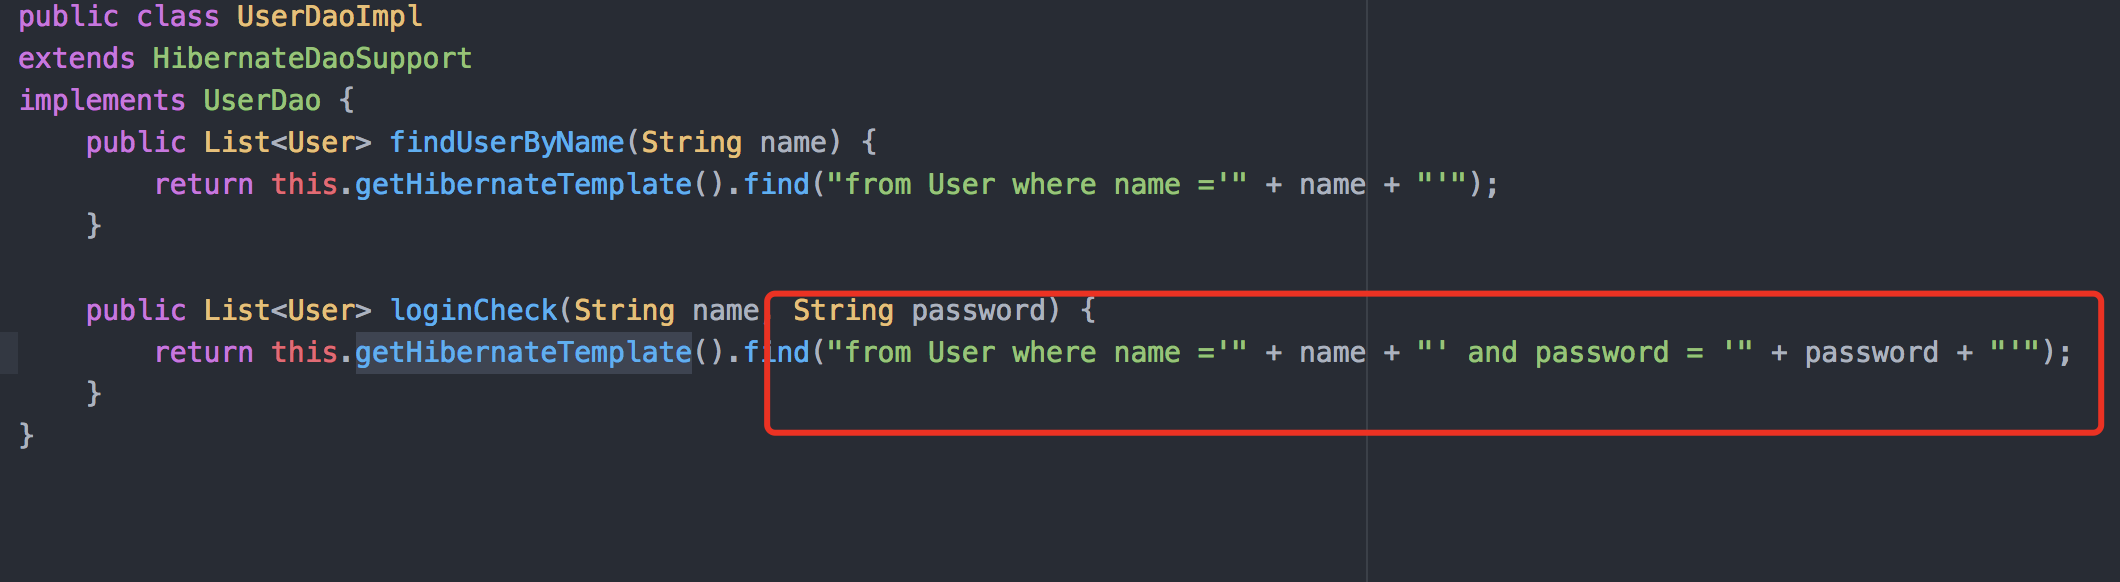 public class UserDaoImpl
extends HibernateDaoSupport
implements UserDao {
    public List<User> findUserByName(String name) {
        return this.getHibernateTemplate().find("from User where name ='" + name + "'");
    }

    public List<User> loginCheck(String name, String password) {
        return this.getHibernateTemplate().find("from User where name ='" + name + "' and password = '" + password + "'");
    }
}